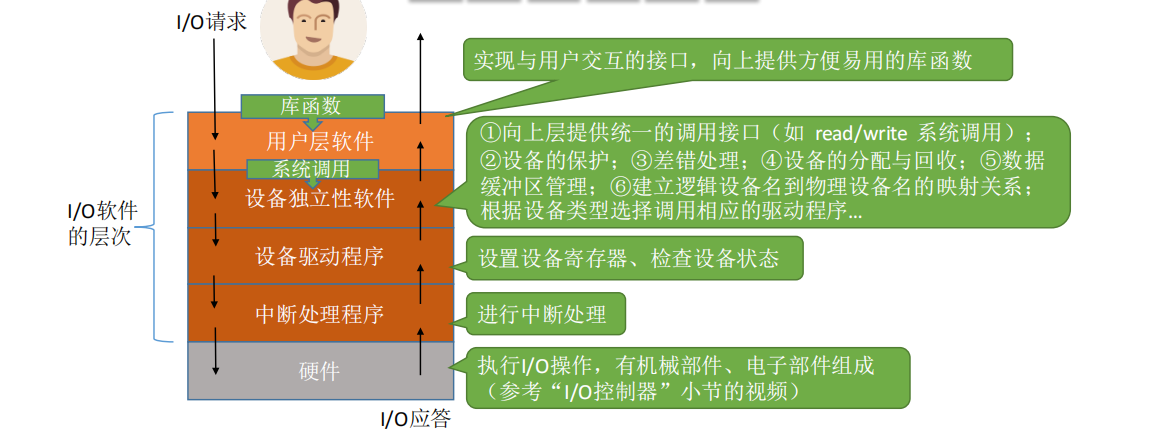 I/O请求
实现与用户交互的接口，向上提供方便易用的库函数
库函数
用户层软件
系统调用
设备独立性软件
①向上层提供统一的调用接口（如 read/write 系统调用）；
②设备的保护；③差错处理；④设备的分配与回收；⑤数据
缓冲区管理；⑥建立逻辑设备名到物理设备名的映射关系；
根据设备类型选择调用相应的驱动程序...
I/O软件
的层次
设备驱动程序
设置设备寄存器、检查设备状态
中断处理程序
进行中断处理
硬件
执行I/O操作，有机械部件、电子部件组成
（参考“I/O控制器”小节的视频）
I/O应答